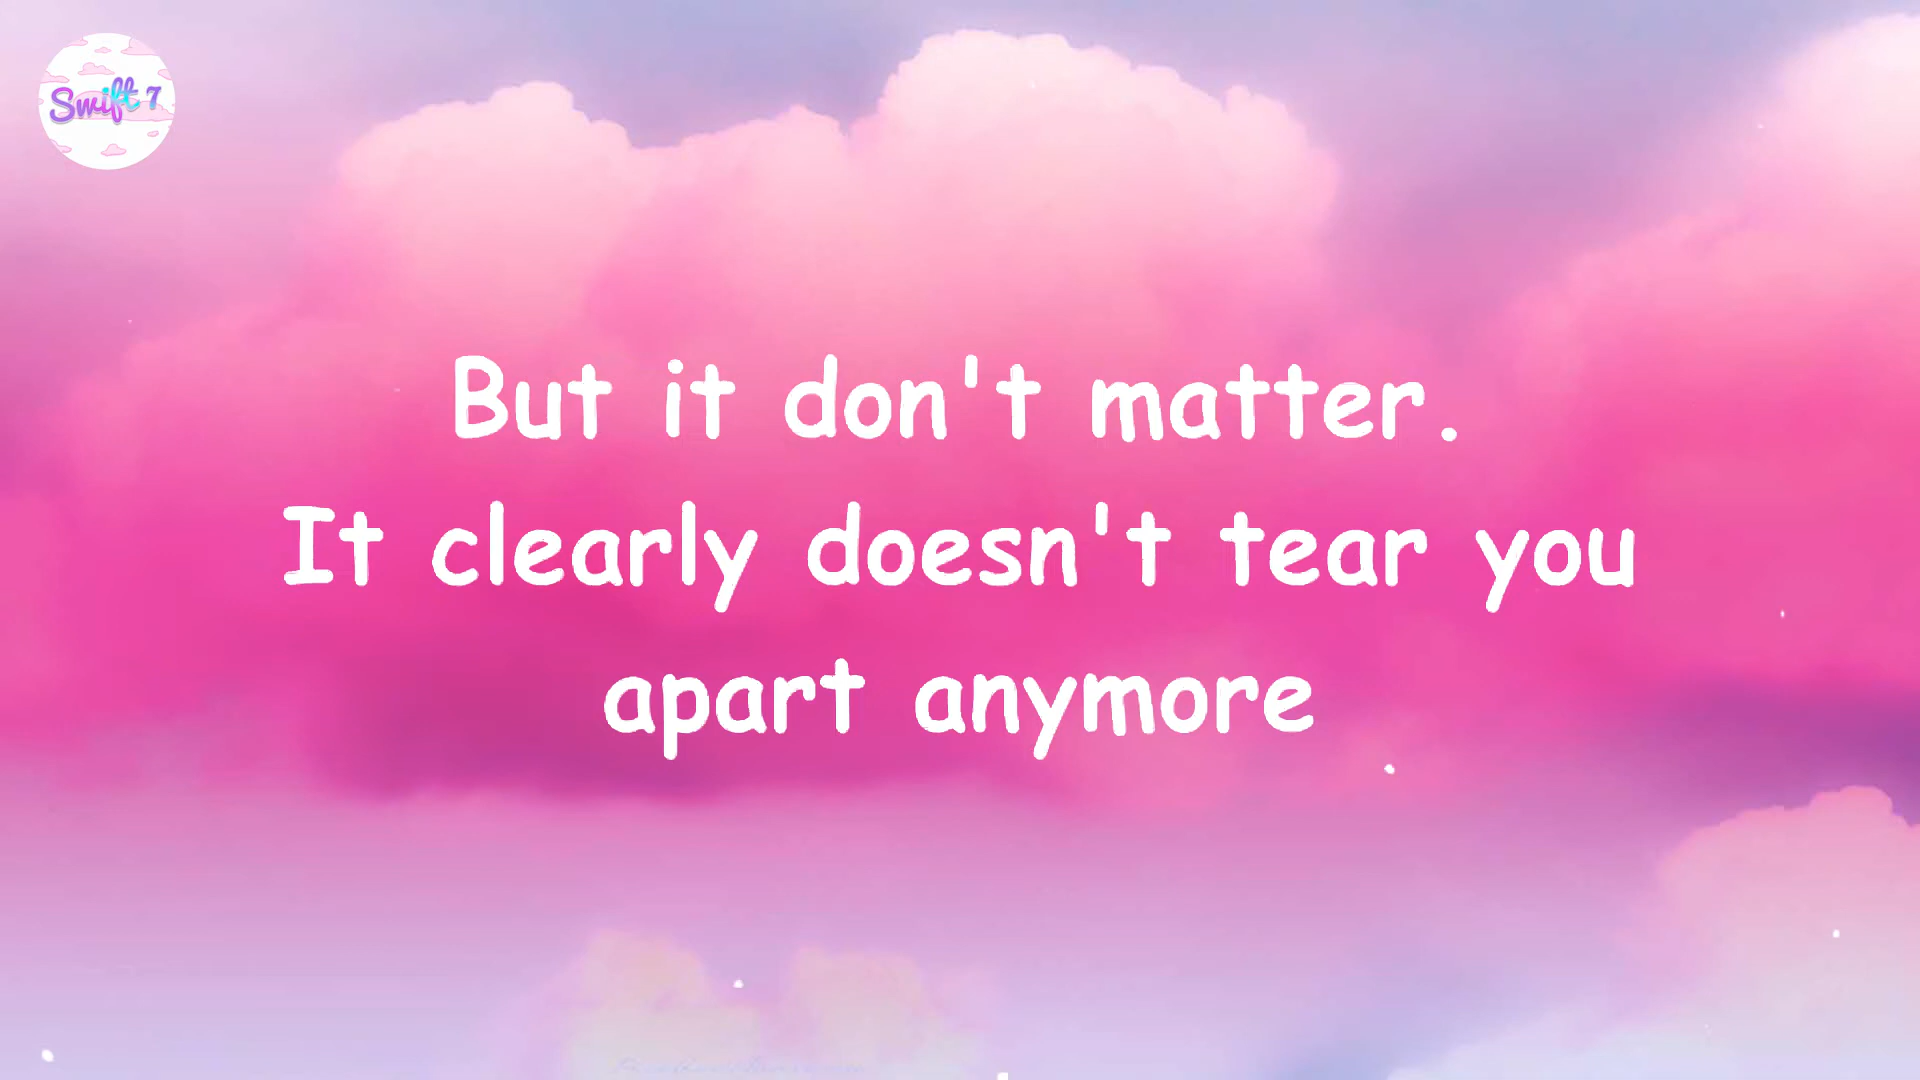 Swift 7
But it don't matter.
It clearly doesn't tear you
apart anymore